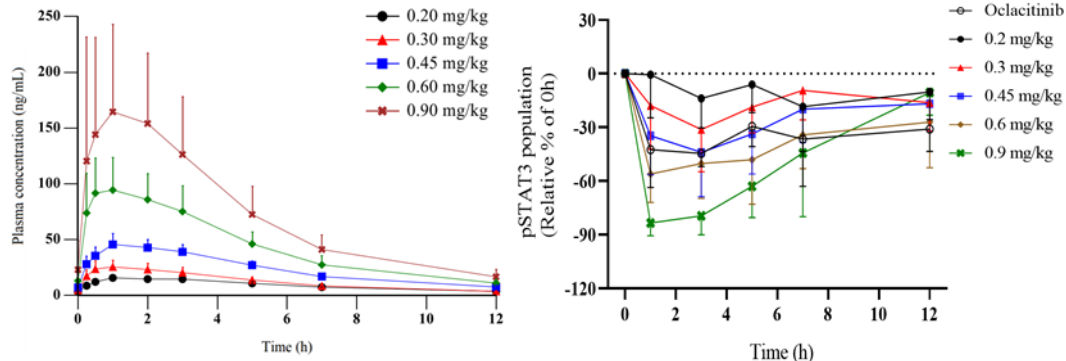 250
200
150
100
50
0
Plasma concentration (ng/mL)
0 2 4 6 8 10 12
Time (h)
0.20 mg/kg
0.30 mg/kg
0.45 mg/kg
0.60 mg/kg
0.90 mg/kg
30
0
-30
-60
-90
-120
pSTAT3 population
(Relative % of 0h)
0 2 4 6 8 10 12
Time (h)
Oclacitinib
0.2 mg/kg
0.3 mg/kg
0.45 mg/kg
0.6 mg/kg
0.9 mg/kg